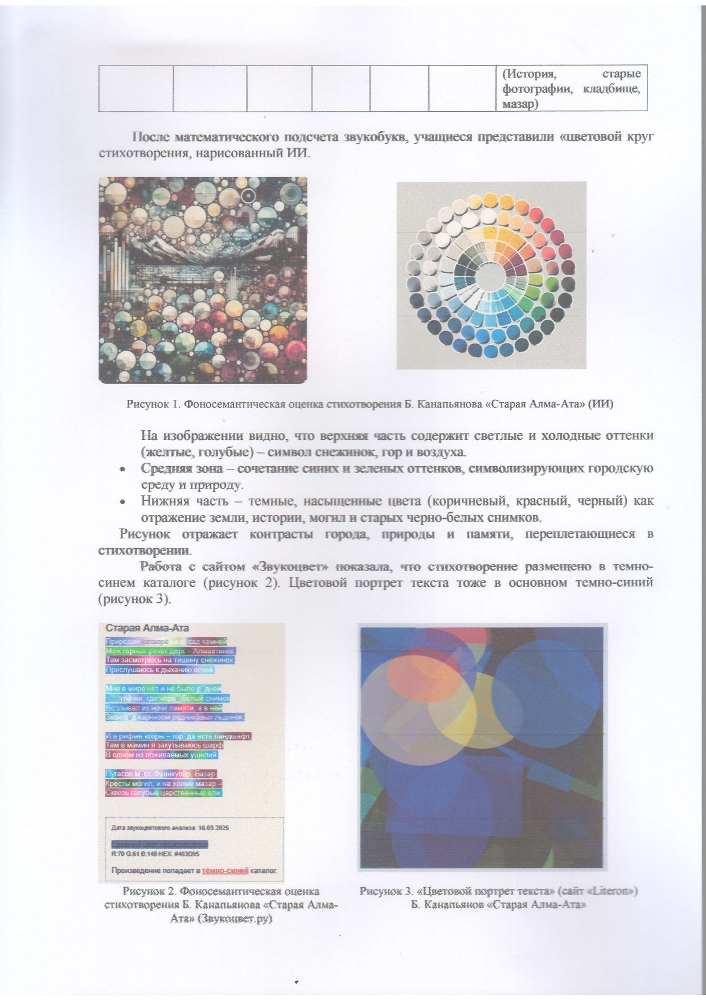 (История, старые
фотографии, кладбище,
мазар)
После математического подсчета звукобукв, учащиеся представили «цветовой круг
стихотворения, нарисованный ИИ.
Рисунок 1. Фоносемантическая оценка стихотворения Б. Канапьянова «Старая Алма-Ата» (ИИ)
На изображении видно, что верхняя часть содержит светлые и холодные оттенки
(желтые, голубые) – символ снежинок, гор и воздуха.
• Средняя зона – сочетание синих и зеленых оттенков, символизирующих городскую
среду и природу.
• Нижняя часть – темные, насыщенные цвета (коричневый, красный, черный) как
отражение земли, истории, могил и старых черно-белых снимков.
Рисунок отражает контрасты города, природы и памяти, переплетающиеся в
стихотворении.
Работа с сайтом «Звукоцвет» показала, что стихотворение размещено в темно-
синем каталоге (рисунок 2). Цветовой портрет текста тоже в основном темно-синий
(рисунок 3).
Старая Алма-Ата
Природой сад камней
Меж горных речек двух – Алмаатинок.
Там засмотрюсь на тишину снежинок,
Прислушаюсь к дыханию огней.
Мне в мире нет и не было р дней
улочки, где чёрно-белый снимок
Всплывал из ночи памяти, а в ней
Звон карнизом родниковых льдинок.
И в рифме «горы – гор д» есть ландшафт,
Там в мамин я закутываюсь шарф
В одном из обживаемых ущелий.
Пугасов мост. Фуникулёр. Базар.
Кресты могил, и на холме мазар –
Сквозь голубые царственные ели.
Дата звукоцветового анализа: 16.03.2025
Средний цвет произведения
R:70 G:61 B:149 HEX: #463D95
Произведение попадает в тёмно-синий каталог.
Рисунок 2. Фоносемантическая оценка
стихотворения Б. Канапьянова «Старая Алма-
Ата» (Звукоцвет.ру)
Рисунок 3. «Цветовой портрет текста» (сайт «Literon»)
Б. Канапьянов «Старая Алма-Ата»